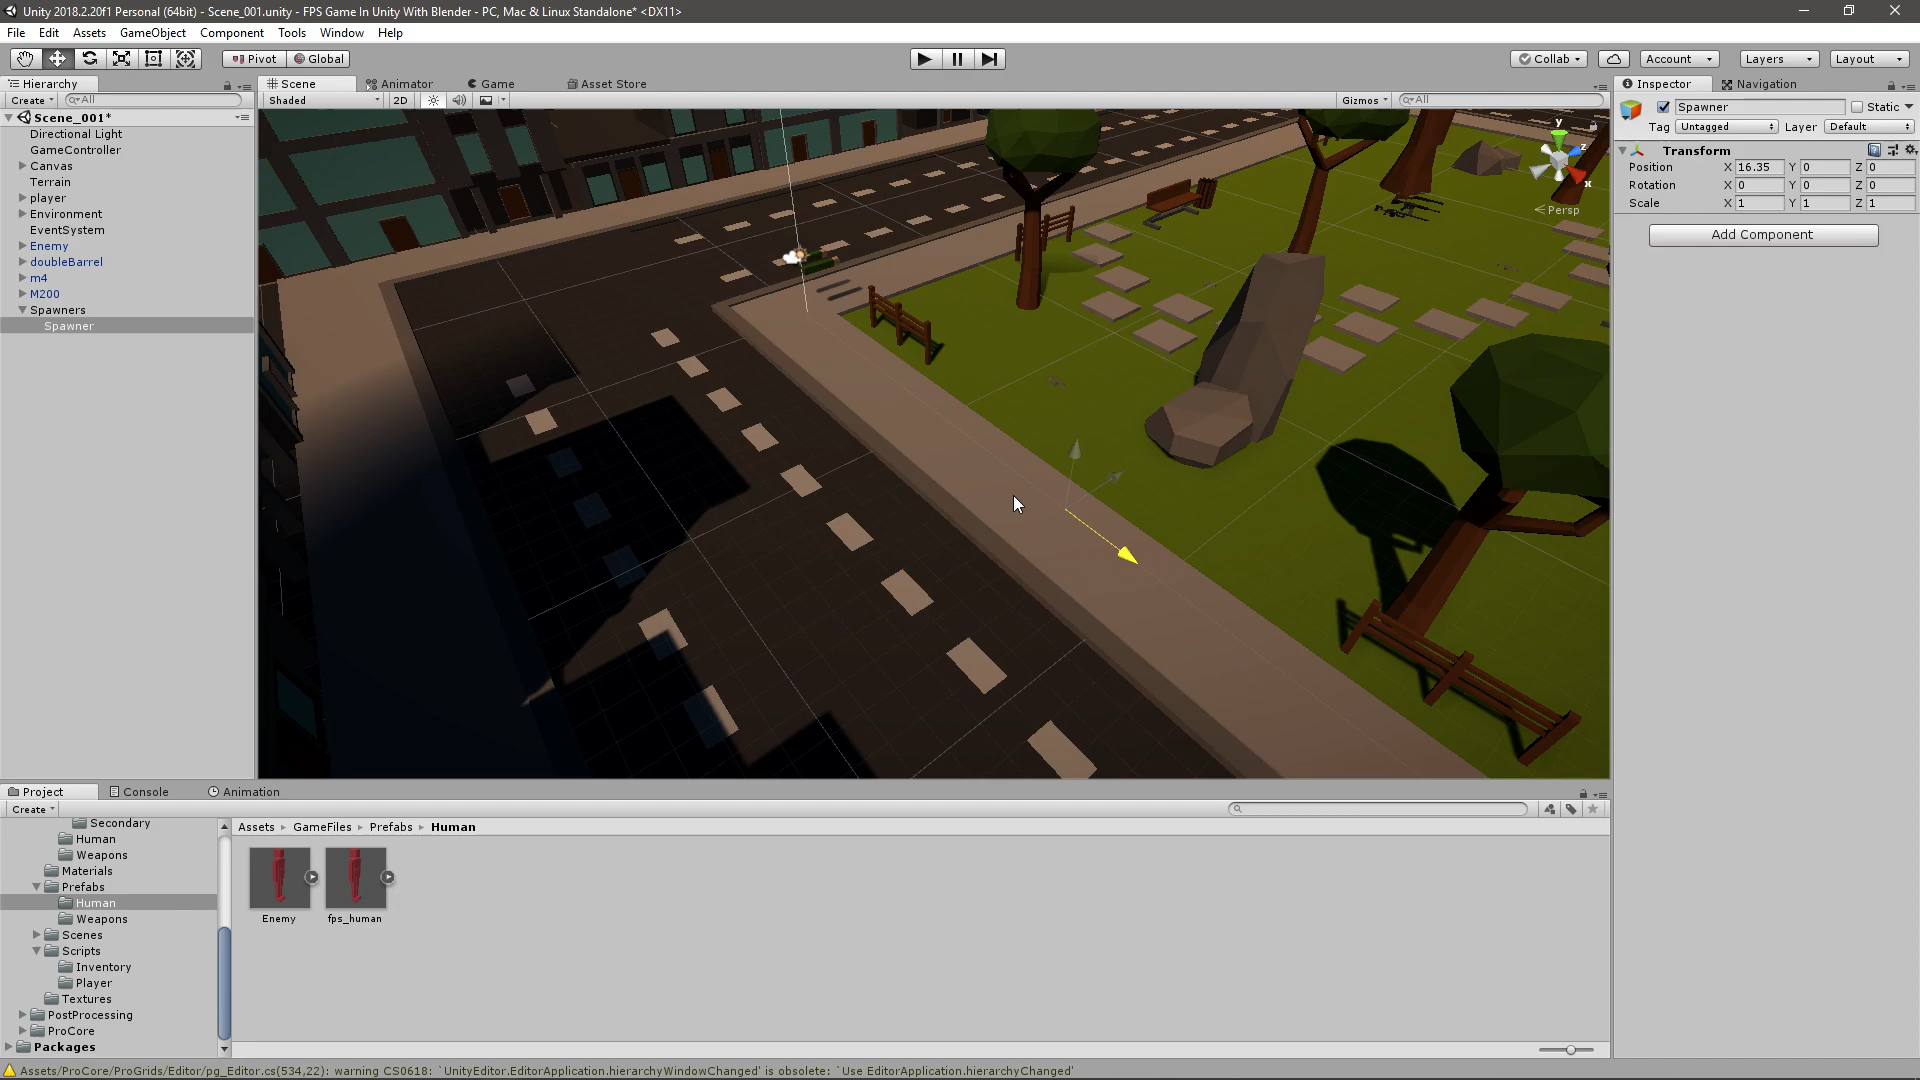 Unity 2018.2.20f1 Personal (64bit) - Scene_001.unity - FPS Game In Unity With Blender - PC, Mac & Linux Standalone* <DX11>
File Edit Assets GameObject Component Tools Window Help
Pivot Global Collab Account Layers Layout
Hierarchy Scene Animator Game Asset Store Inspector Navigation
Create All Shaded 2D Gizmos All
Spawner Static
Tag Untagged Layer Default
Transform
Position X 16.35 Y 0 Z 0
Rotation X 0 Y 0 Z 0
Scale X 1 Y 1 Z 1
Add Component
Scene_001*
Directional Light
GameController
Canvas
Terrain
player
Environment
EventSystem
Enemy
doubleBarrel
m4
M200
Spawners
Spawner
y
z
x
Persp
Project Console Animation
Create
Assets GameFiles Prefabs Human
Secondary
Human
Weapons
Materials
Prefabs
Human
Weapons
Scenes
Scripts
Inventory
Player
Textures
PostProcessing
ProCore
Packages
Enemy fps_human
Assets/ProCore/ProGrids/Editor/pg_Editor.cs(534,22): warning CS0618: `UnityEditor.EditorApplication.hierarchyWindowChanged' is obsolete: `Use EditorApplication.hierarchyChanged'